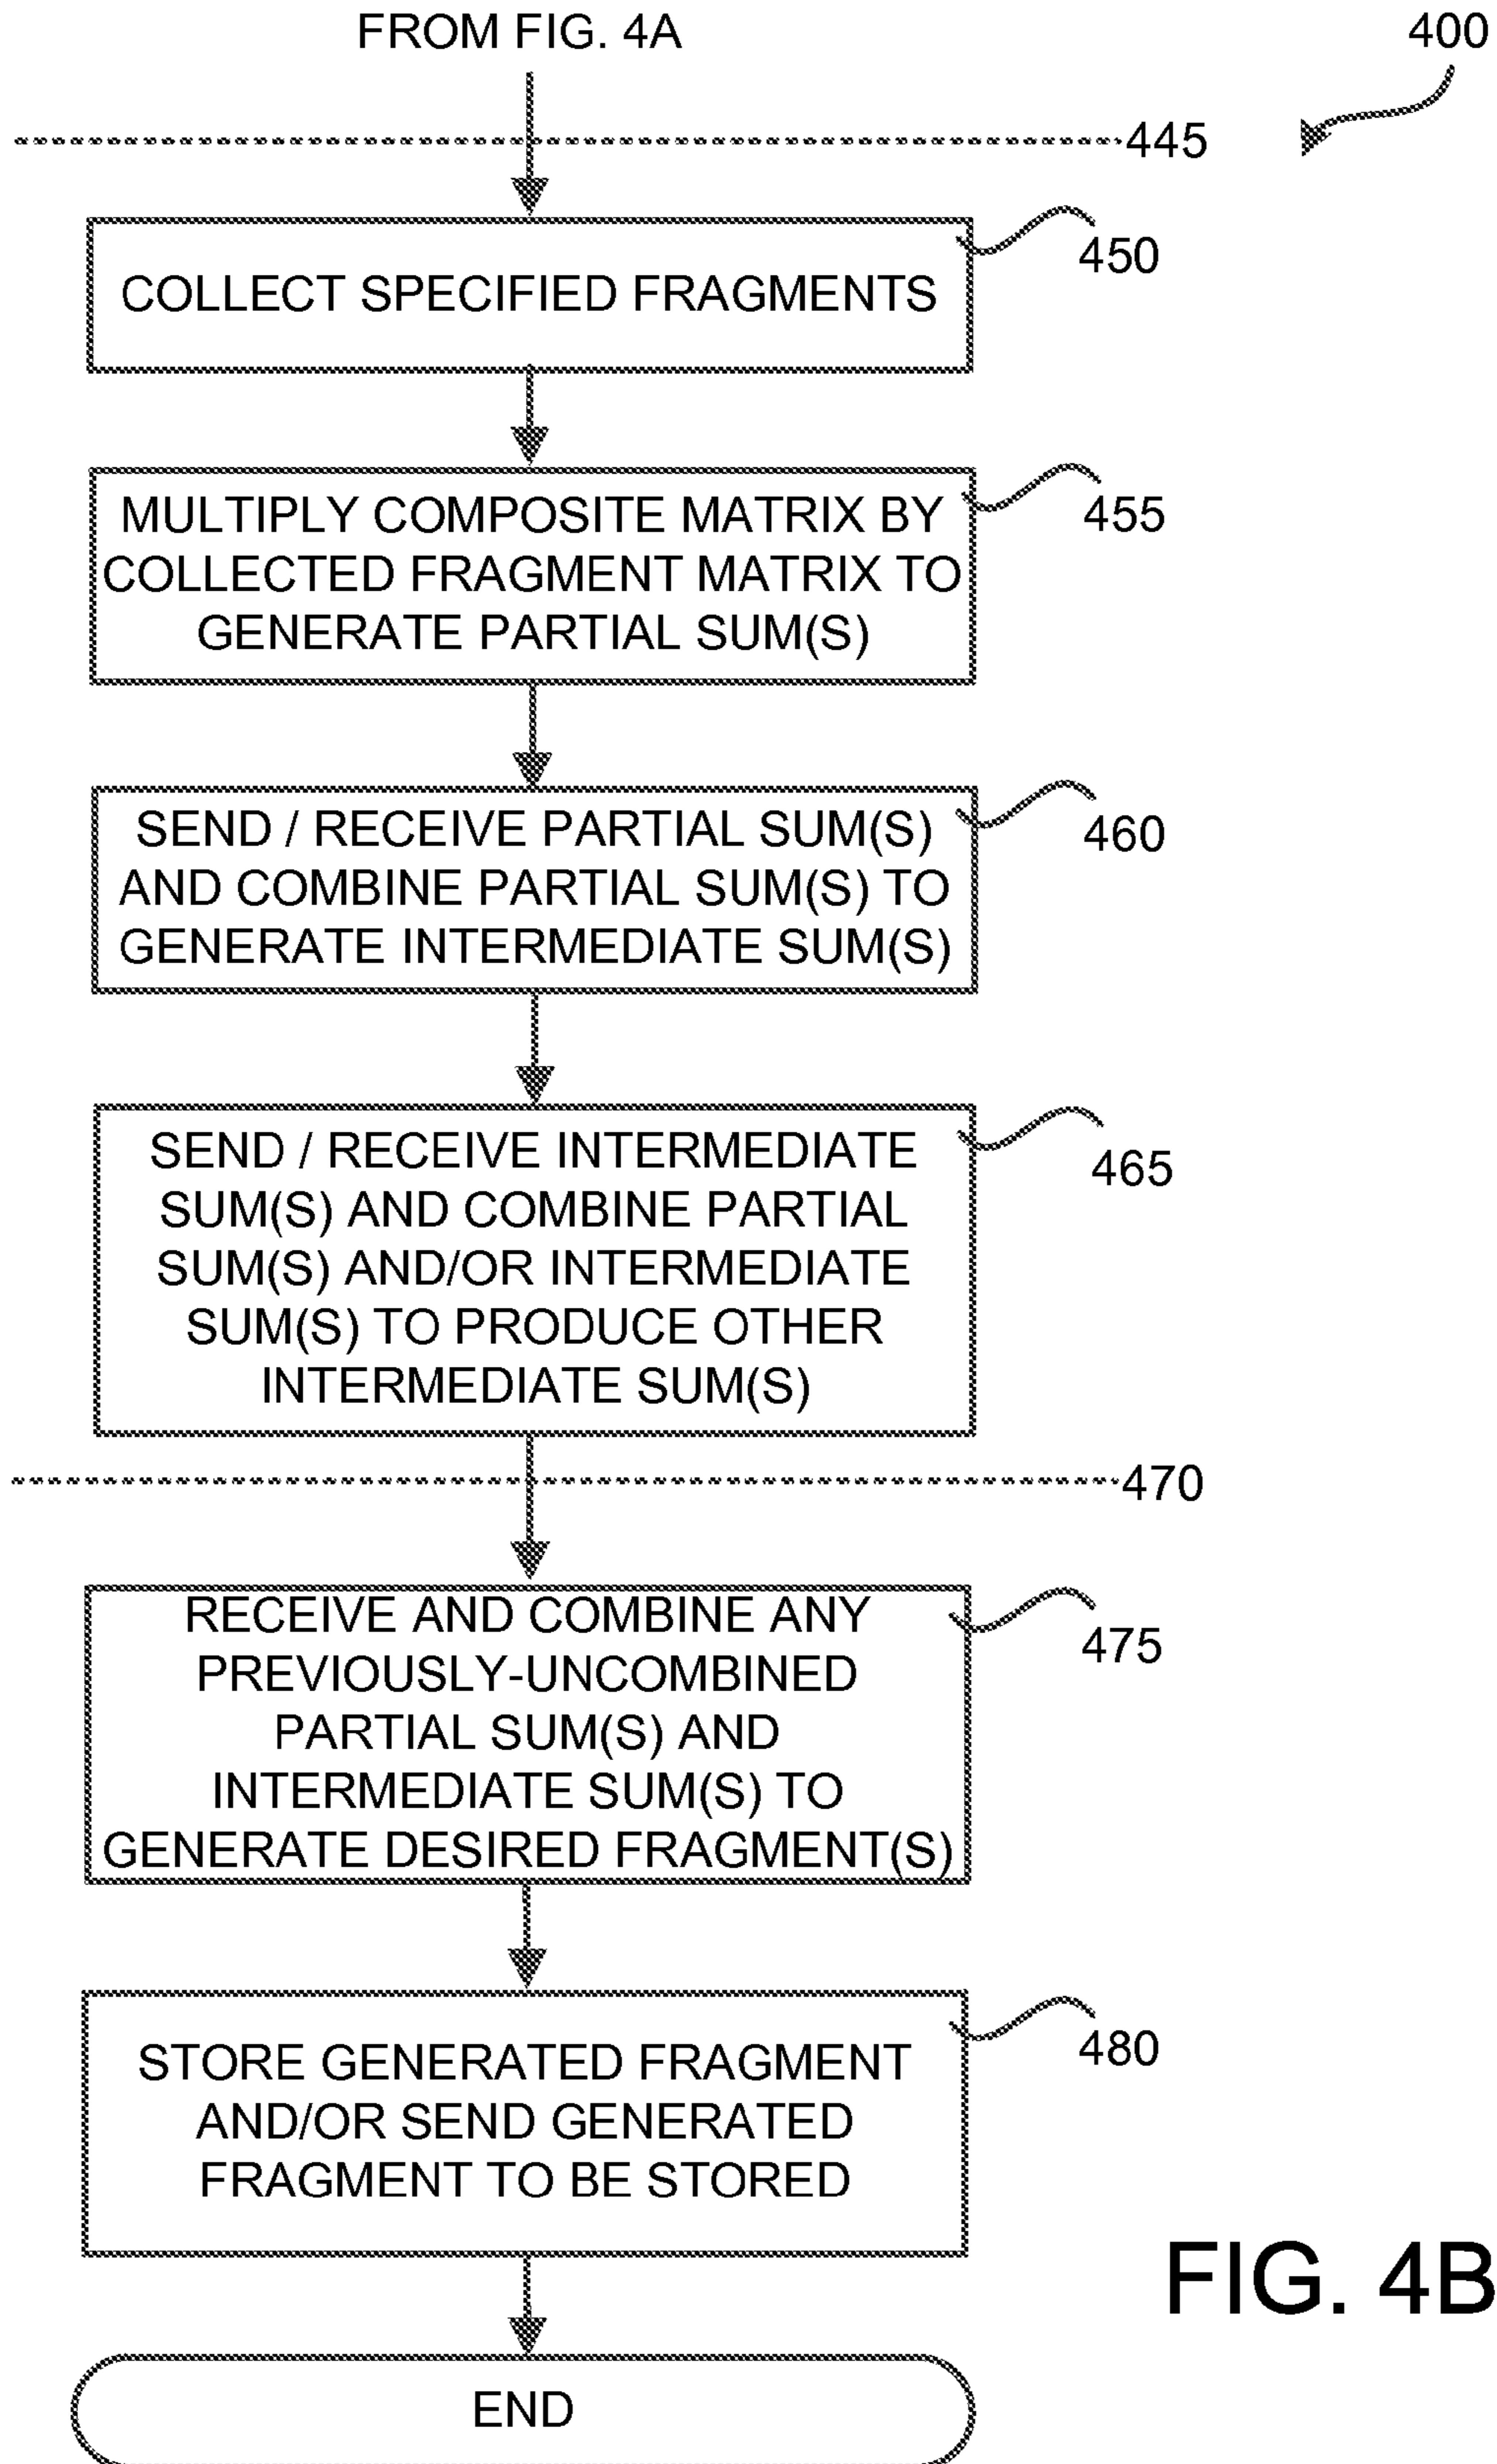 FROM FIG. 4A
400
445
450
COLLECT SPECIFIED FRAGMENTS
455
MULTIPLY COMPOSITE MATRIX BY
COLLECTED FRAGMENT MATRIX TO
GENERATE PARTIAL SUM(S)
460
SEND / RECEIVE PARTIAL SUM(S)
AND COMBINE PARTIAL SUM(S) TO
GENERATE INTERMEDIATE SUM(S)
465
SEND / RECEIVE INTERMEDIATE
SUM(S) AND COMBINE PARTIAL
SUM(S) AND/OR INTERMEDIATE
SUM(S) TO PRODUCE OTHER
INTERMEDIATE SUM(S)
470
475
RECEIVE AND COMBINE ANY
PREVIOUSLY-UNCOMBINED
PARTIAL SUM(S) AND
INTERMEDIATE SUM(S) TO
GENERATE DESIRED FRAGMENT(S)
480
STORE GENERATED FRAGMENT
AND/OR SEND GENERATED
FRAGMENT TO BE STORED
FIG. 4B
END